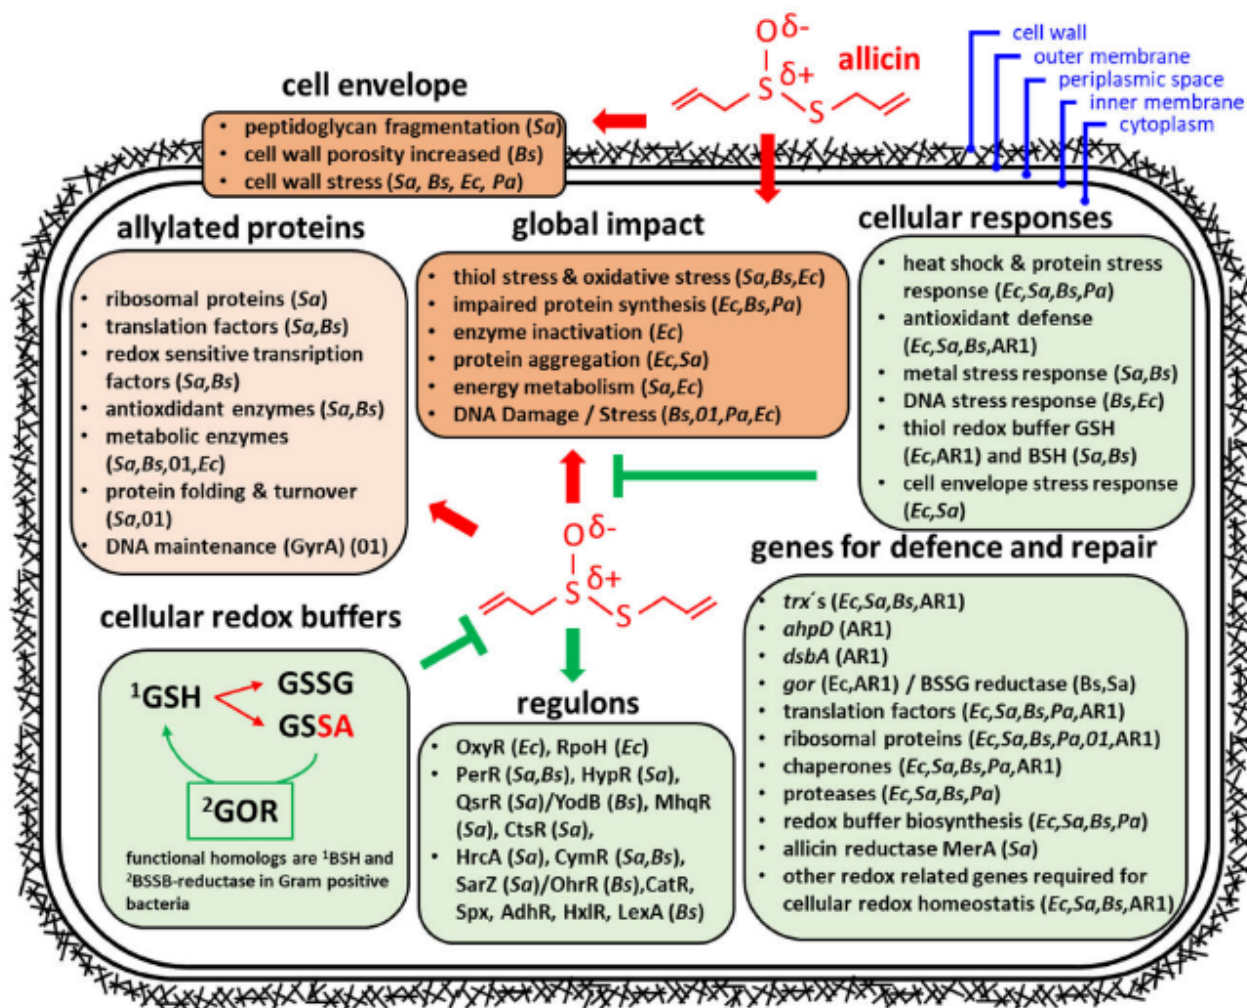 Oδ-
δ+
S
S
allicin
cell wall
outer membrane
periplasmic space
inner membrane
cytoplasm
cell envelope
• peptidoglycan fragmentation (Sa)
• cell wall porosity increased (Bs)
• cell wall stress (Sa, Bs, Ec, Pa)
allylated proteins
• ribosomal proteins (Sa)
• translation factors (Sa,Bs)
• redox sensitive transription
factors (Sa,Bs)
• antioxdidant enzymes (Sa,Bs)
• metabolic enzymes
(Sa,Bs,01,Ec)
• protein folding & turnover
(Sa,01)
• DNA maintenance (GyrA) (01)
global impact
• thiol stress & oxidative stress (Sa,Bs,Ec)
• impaired protein synthesis (Ec,Bs,Pa)
• enzyme inactivation (Ec)
• protein aggregation (Ec,Sa)
• energy metabolism (Sa,Ec)
• DNA Damage / Stress (Bs,01,Pa,Ec)
cellular responses
• heat shock & protein stress
response (Ec,Sa,Bs,Pa)
• antioxidant defense
(Ec,Sa,Bs,AR1)
• metal stress response (Sa,Bs)
• DNA stress response (Bs,Ec)
• thiol redox buffer GSH
(Ec,AR1) and BSH (Sa,Bs)
• cell envelope stress response
(Ec,Sa)
Oδ-
δ+
S
S
cellular redox buffers
¹GSH
GSSG
GSSA
²GOR
functional homologs are ¹BSH and
²BSSB-reductase in Gram positive
bacteria
regulons
• OxyR (Ec), RpoH (Ec)
• PerR (Sa,Bs), HypR (Sa),
QsrR (Sa)/YodB (Bs), MhqR
(Sa), CtsR (Sa),
• HrcA (Sa), CymR (Sa,Bs),
SarZ (Sa)/OhrR (Bs),CatR,
Spx, AdhR, HxlR, LexA (Bs)
genes for defence and repair
• trx´s (Ec,Sa,Bs,AR1)
• ahpD (AR1)
• dsbA (AR1)
• gor (Ec,AR1) / BSSG reductase (Bs,Sa)
• translation factors (Ec,Sa,Bs,Pa,AR1)
• ribosomal proteins (Ec,Sa,Bs,Pa,01,AR1)
• chaperones (Ec,Sa,Bs,Pa,AR1)
• proteases (Ec,Sa,Bs,Pa)
• redox buffer biosynthesis (Ec,Sa,Bs,Pa)
• allicin reductase MerA (Sa)
• other redox related genes required for
cellular redox homeostatis (Ec,Sa,Bs,AR1)